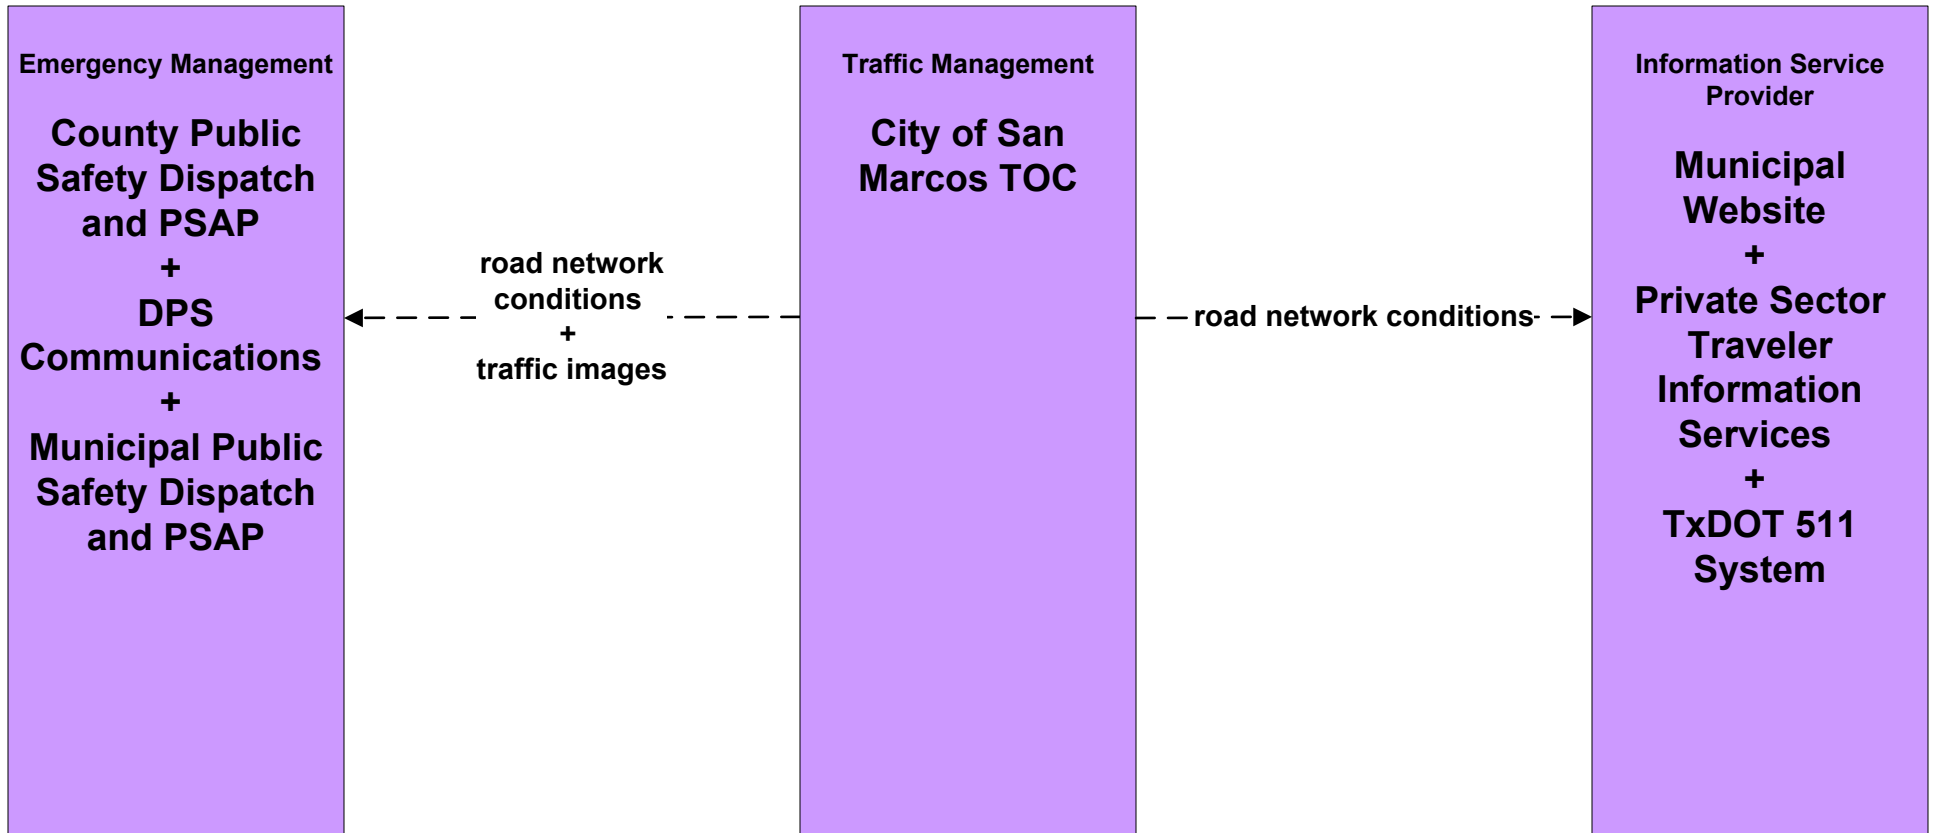 Emergency Management
County Public
Safety Dispatch
and PSAP
+
DPS
Communications
+
Municipal Public
Safety Dispatch
and PSAP
road network
conditions
+
traffic images
Traffic Management
City of San
Marcos TOC
road network conditions
Information Service
Provider
Municipal
Website
+
Private Sector
Traveler
Information
Services
+
TxDOT 511
System